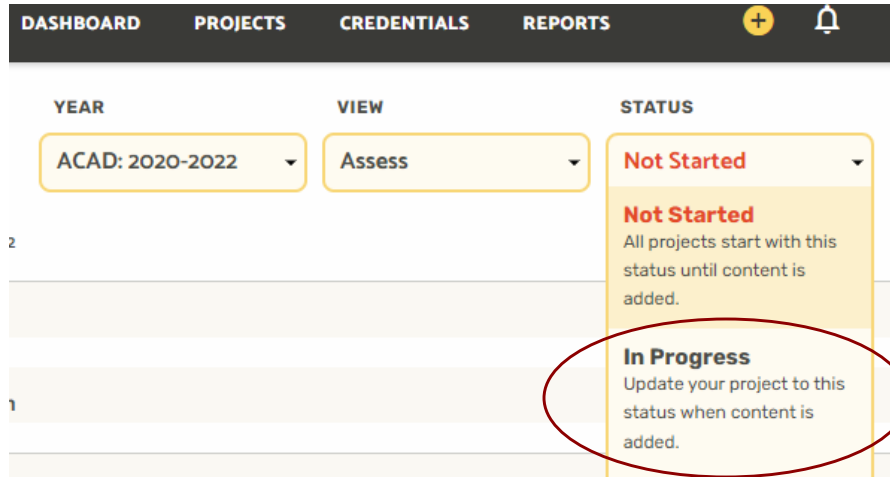 DASHBOARD PROJECTS CREDENTIALS REPORTS
YEAR VIEW STATUS
ACAD: 2020-2022 Assess Not Started
Not Started
All projects start with this
status until content is
added.
2
In Progress
Update your project to this
status when content is
added.